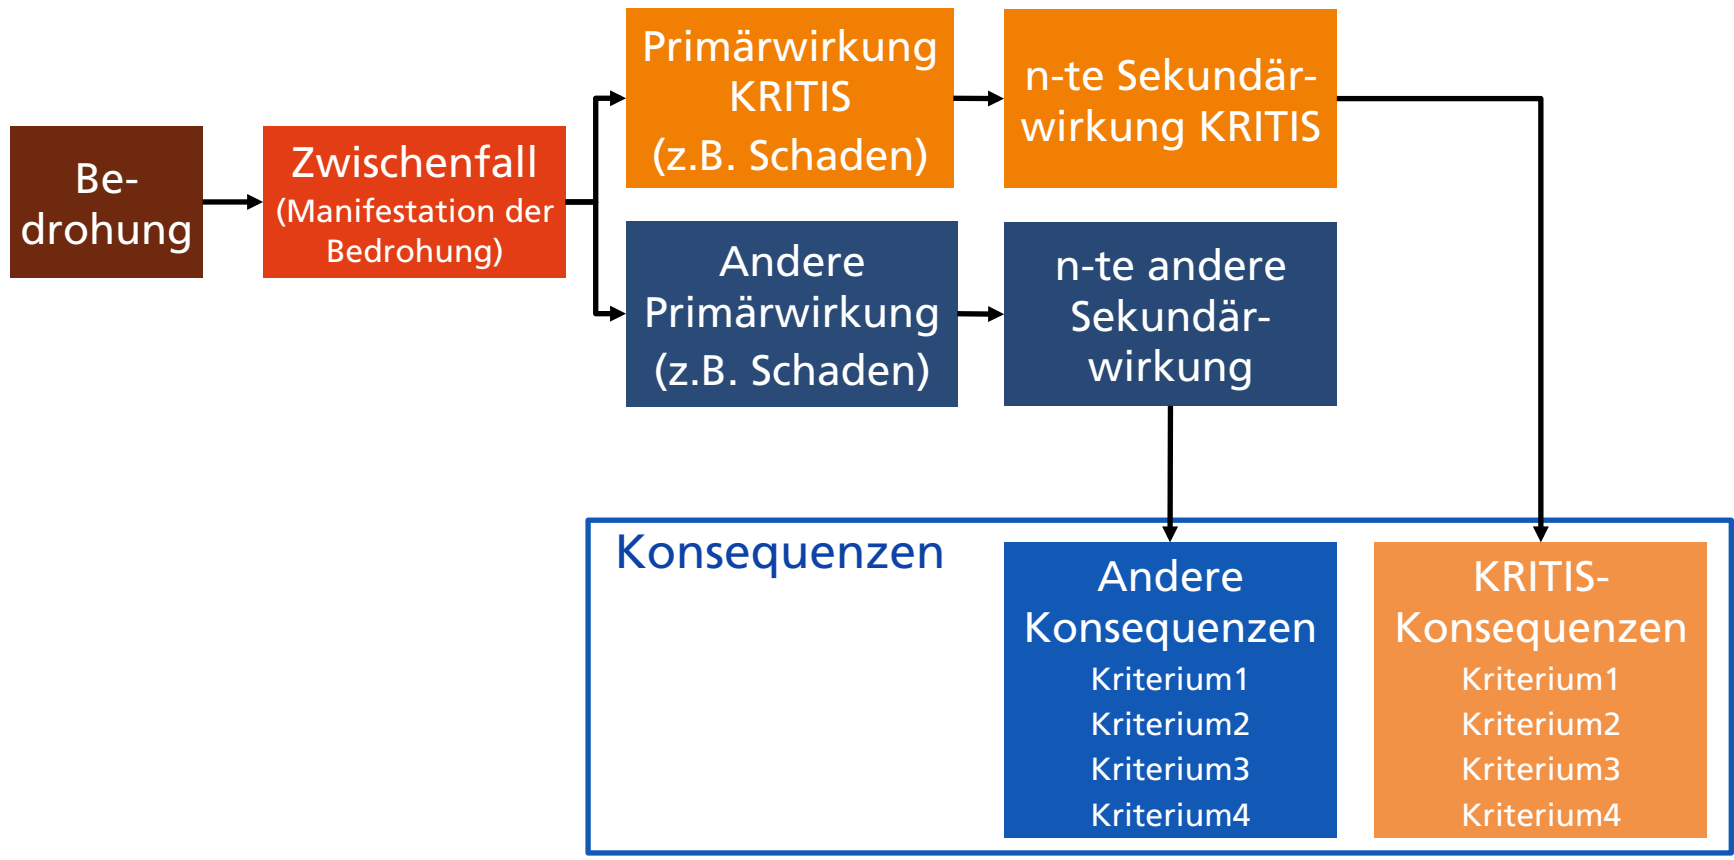 Be-
drohung
Zwischenfall
(Manifestation der
Bedrohung)
Primärwirkung
KRITIS
(z.B. Schaden)
n-te Sekundär-
wirkung KRITIS
Andere
Primärwirkung
(z.B. Schaden)
n-te andere
Sekundär-
wirkung
Konsequenzen
Andere
Konsequenzen
Kriterium1
Kriterium2
Kriterium3
Kriterium4
KRITIS-
Konsequenzen
Kriterium1
Kriterium2
Kriterium3
Kriterium4